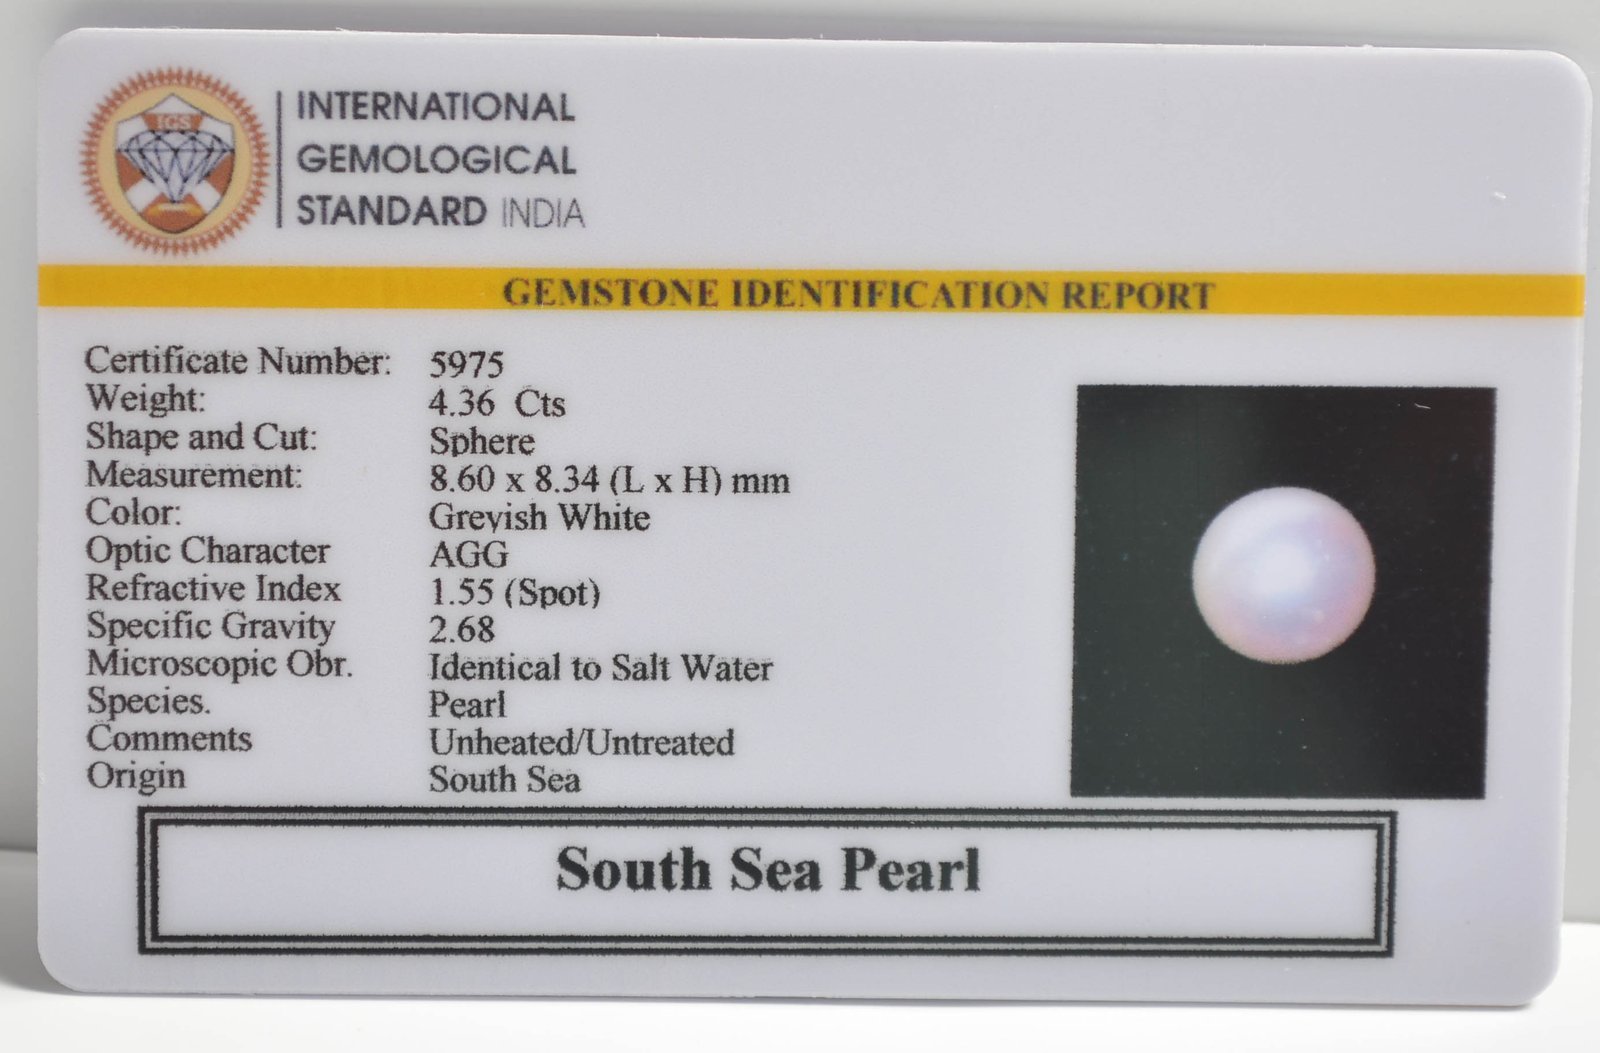 IGS
INTERNATIONAL
GEMOLOGICAL
STANDARD INDIA
GEMSTONE IDENTIFICATION REPORT
Certificate Number: 5975
Weight: 4.36 Cts
Shape and Cut: Sphere
Measurement: 8.60 x 8.34 (L x H) mm
Color: Greyish White
Optic Character AGG
Refractive Index 1.55 (Spot)
Specific Gravity 2.68
Microscopic Obr. Identical to Salt Water
Species. Pearl
Comments Unheated/Untreated
Origin South Sea
South Sea Pearl